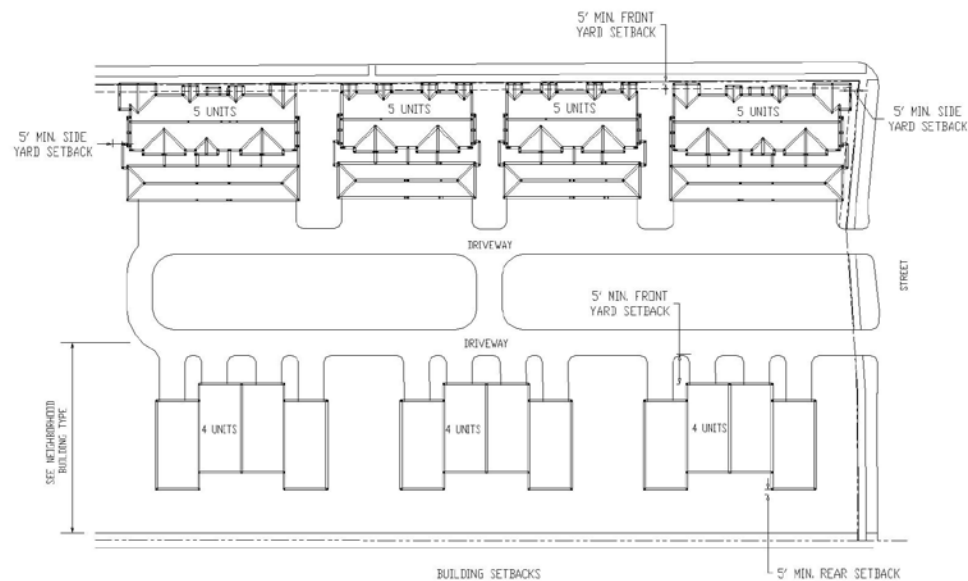 5' MIN. FRONT
YARD SETBACK
5 UNITS
5 UNITS
5 UNITS
5 UNITS
5' MIN. SIDE
YARD SETBACK
5' MIN. SIDE
YARD SETBACK
DRIVEWAY
STREET
5' MIN. FRONT
YARD SETBACK
DRIVEWAY
SEE NEIGHBORHOOD
BUILDING TYPE
4 UNITS
4 UNITS
4 UNITS
BUILDING SETBACKS
5' MIN. REAR SETBACK